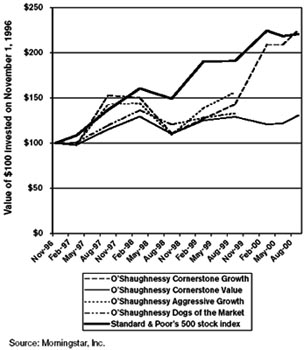 Value of $100 Invested on November 1, 1996
$250
$200
$150
$100
$50
$0
Nov-96
Feb-97
May-97
Aug-97
Nov-97
Feb-98
May-98
Aug-98
Nov-98
Feb-99
May-99
Aug-99
Nov-99
Feb-00
May-00
Aug-00
O'Shaughnessy Cornerstone Growth
O'Shaughnessy Cornerstone Value
O'Shaughnessy Aggressive Growth
O'Shaughnessy Dogs of the Market
Standard & Poor's 500 stock index
Source: Morningstar, Inc.